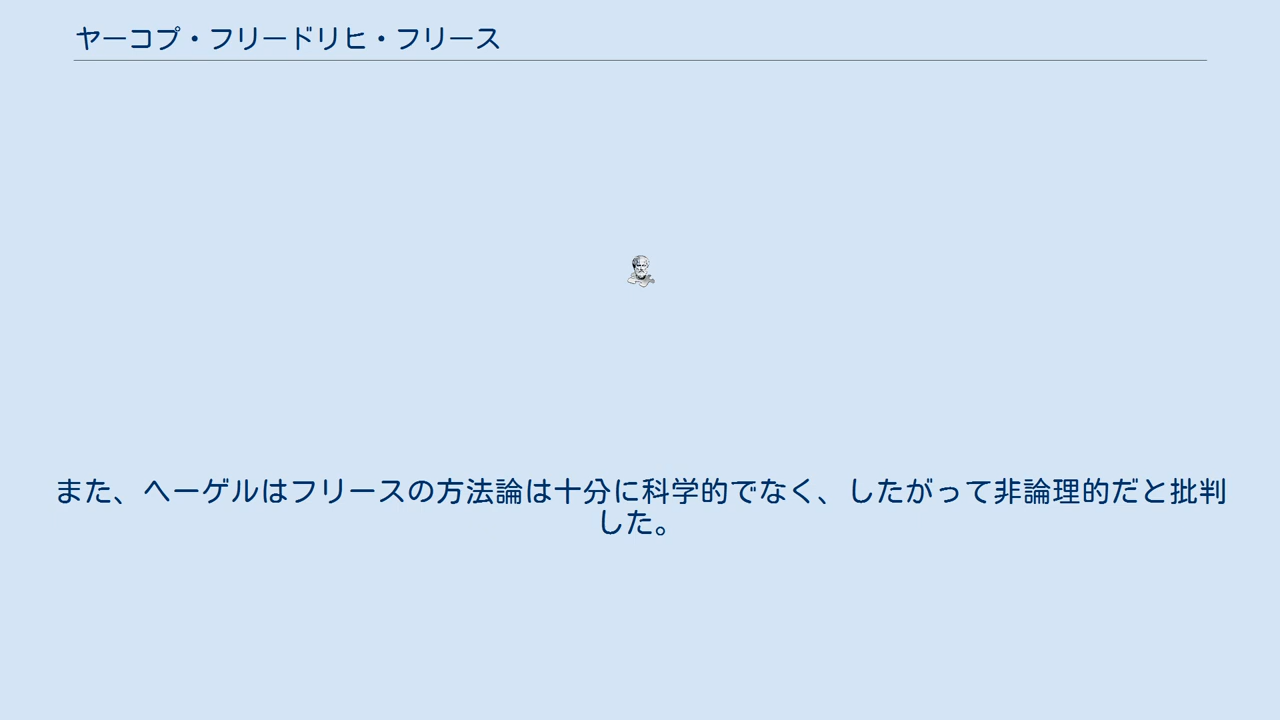 ヤーコプ・フリードリヒ・フリース
また、ヘーゲルはフリースの方法論は十分に科学的でなく、したがって非論理的だと批判
した。